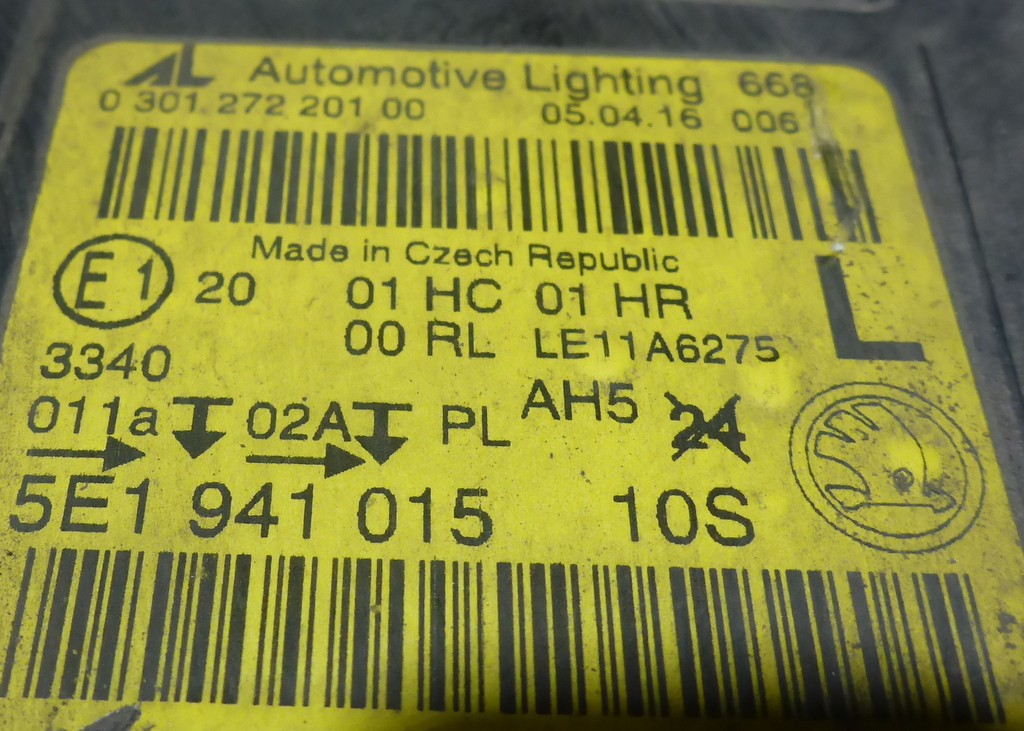 AL Automotive Lighting 668
0 301.272 201 00 05.04.16 006
Made in Czech Republic
E1 20 01 HC 01 HR L
00 RL LE11A6275
3340
011a 02A PL AH5 24
5E1 941 015 10S